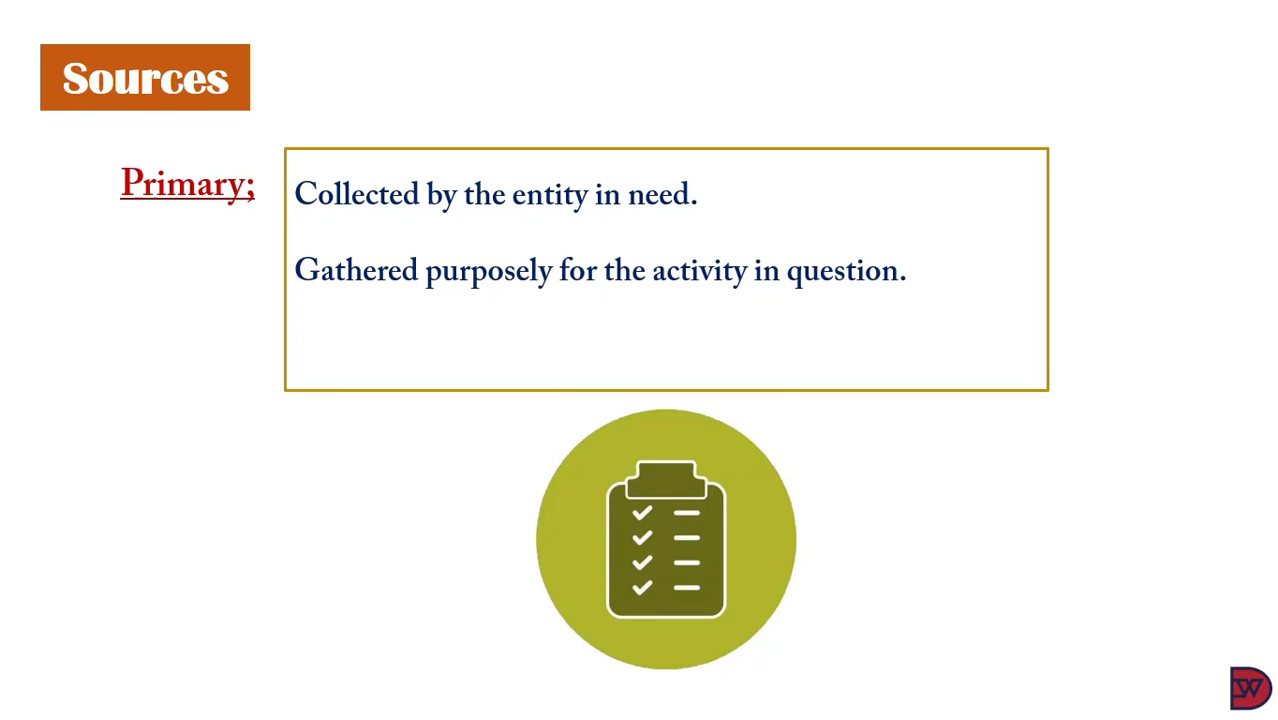 Sources
Primary;
Collected by the entity in need.
Gathered purposely for the activity in question.